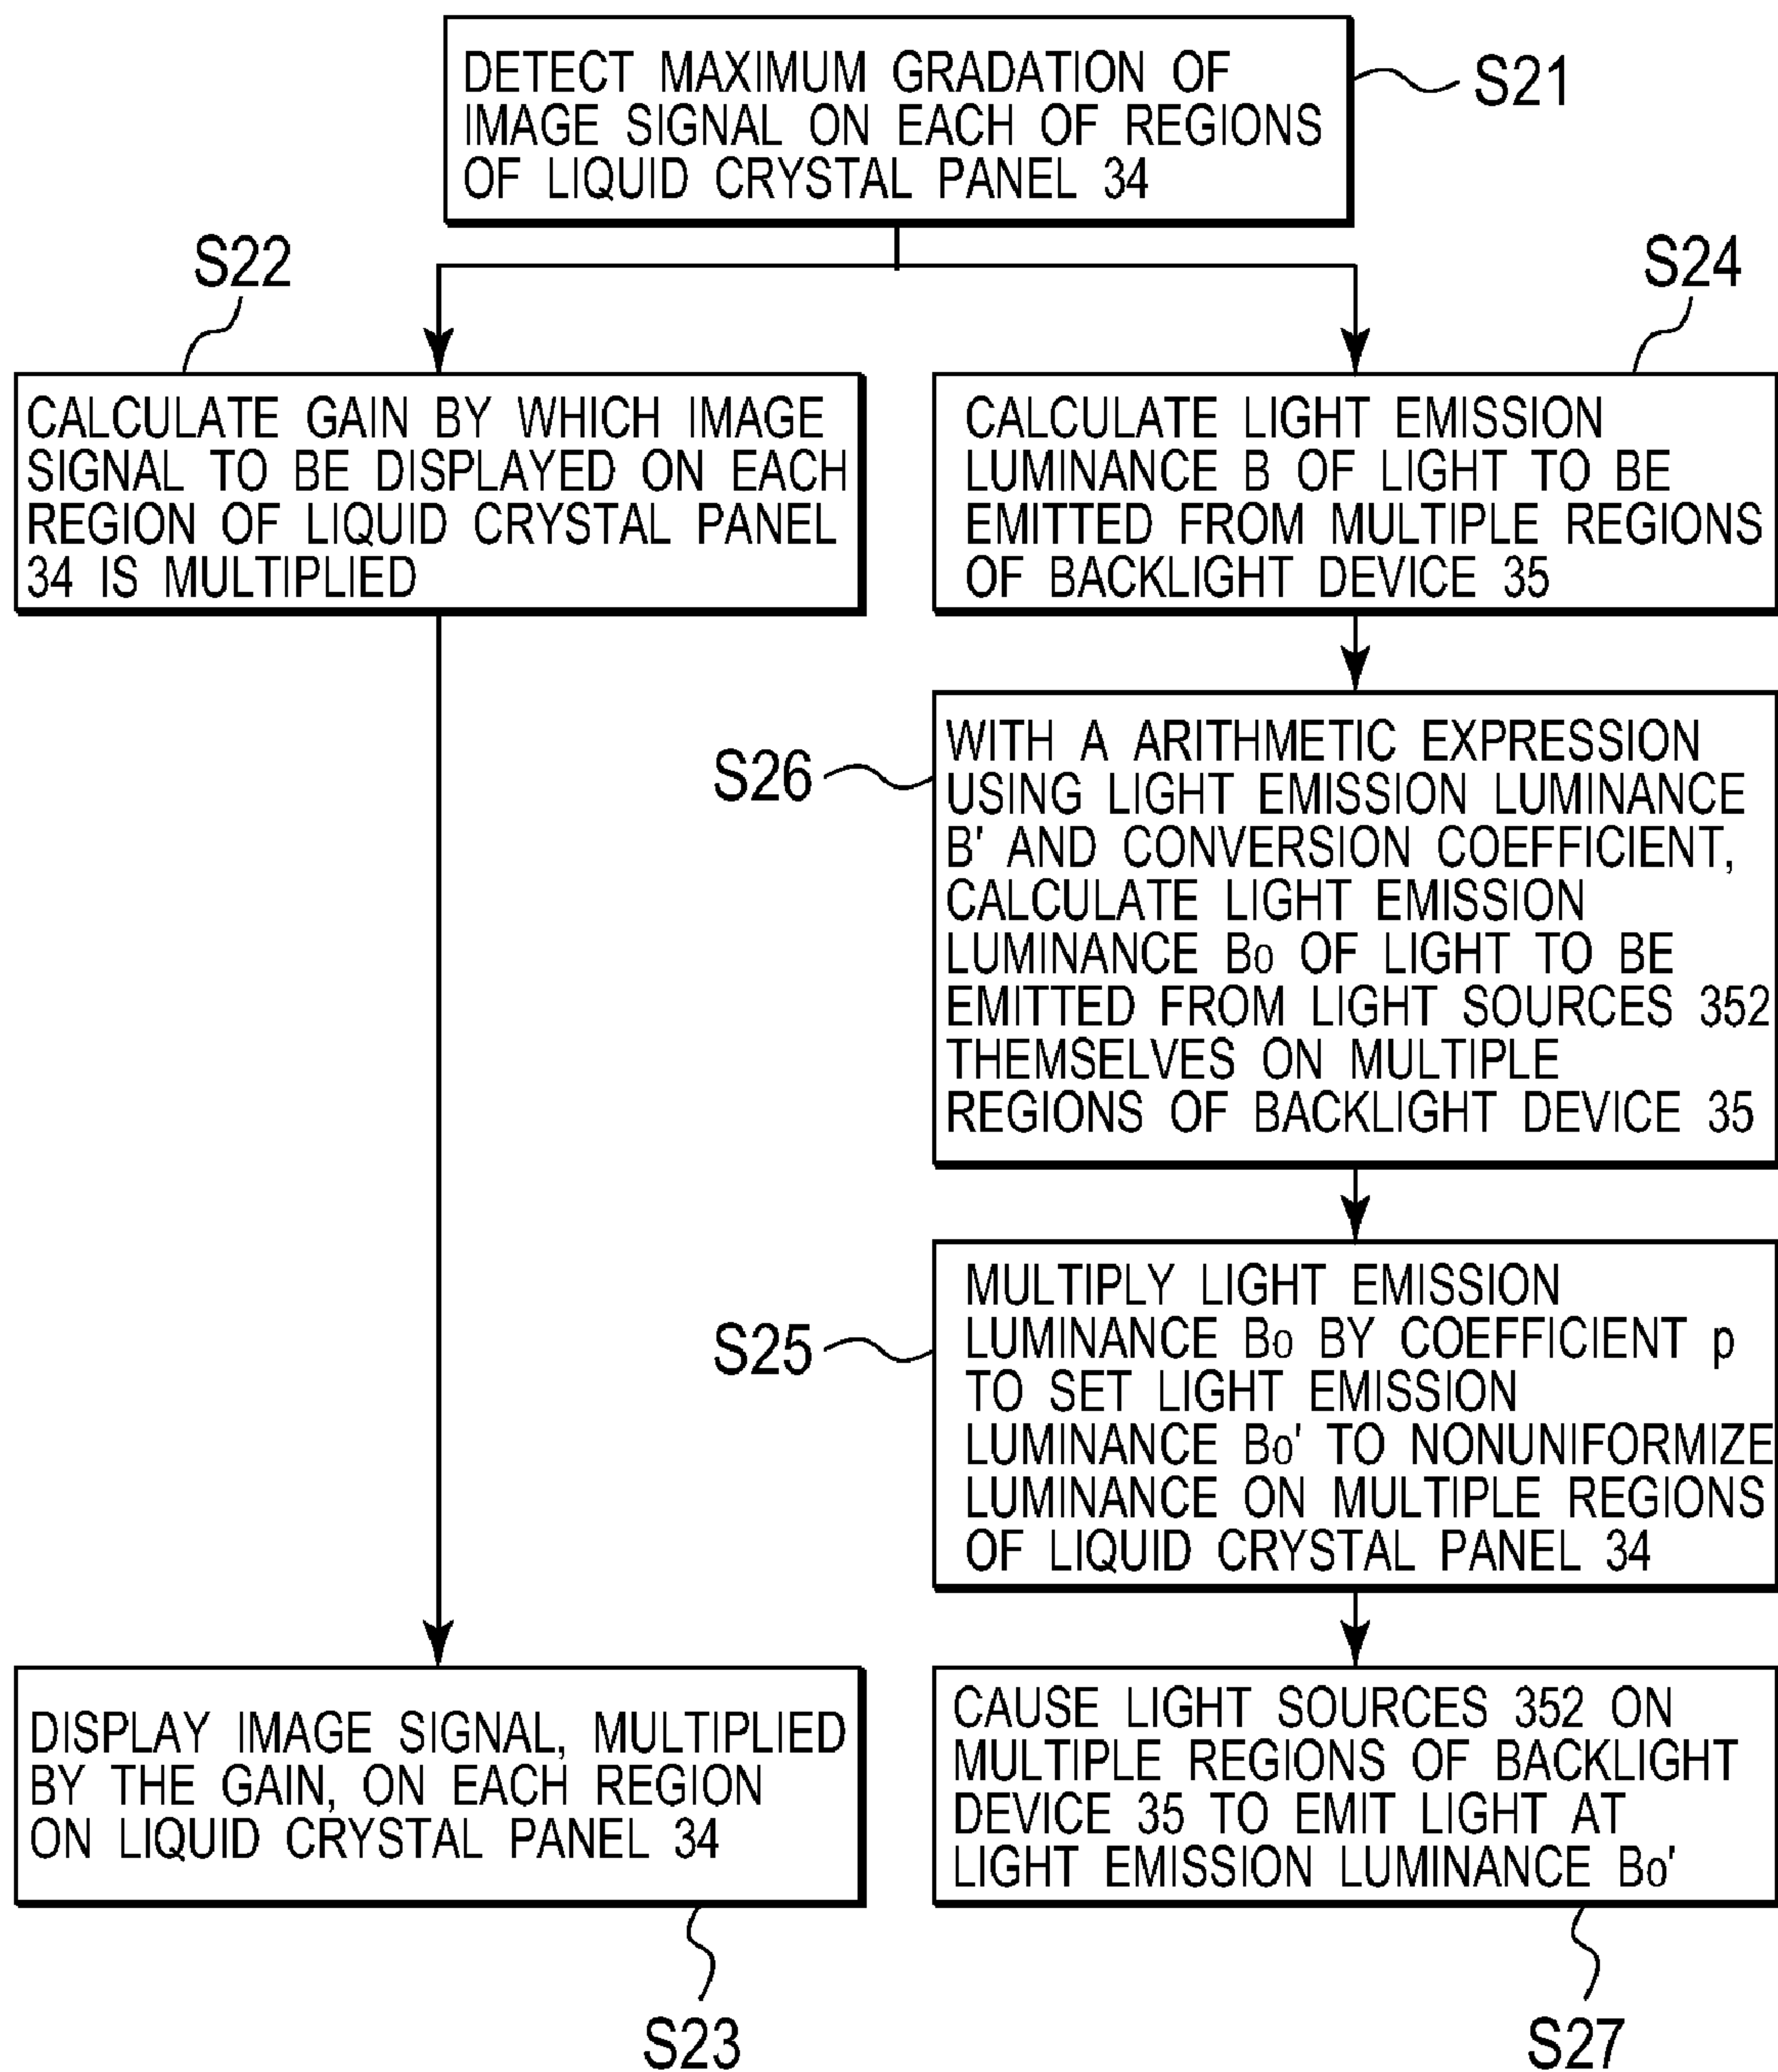 DETECT MAXIMUM GRADATION OF
IMAGE SIGNAL ON EACH OF REGIONS
OF LIQUID CRYSTAL PANEL 34
S21
S22
CALCULATE GAIN BY WHICH IMAGE
SIGNAL TO BE DISPLAYED ON EACH
REGION OF LIQUID CRYSTAL PANEL
34 IS MULTIPLIED
S24
CALCULATE LIGHT EMISSION
LUMINANCE B OF LIGHT TO BE
EMITTED FROM MULTIPLE REGIONS
OF BACKLIGHT DEVICE 35
S26
WITH A ARITHMETIC EXPRESSION
USING LIGHT EMISSION LUMINANCE
B' AND CONVERSION COEFFICIENT,
CALCULATE LIGHT EMISSION
LUMINANCE Bo OF LIGHT TO BE
EMITTED FROM LIGHT SOURCES 352
THEMSELVES ON MULTIPLE
REGIONS OF BACKLIGHT DEVICE 35
S25
MULTIPLY LIGHT EMISSION
LUMINANCE Bo BY COEFFICIENT p
TO SET LIGHT EMISSION
LUMINANCE Bo' TO NONUNIFORMIZE
LUMINANCE ON MULTIPLE REGIONS
OF LIQUID CRYSTAL PANEL 34
DISPLAY IMAGE SIGNAL, MULTIPLIED
BY THE GAIN, ON EACH REGION
ON LIQUID CRYSTAL PANEL 34
S23
CAUSE LIGHT SOURCES 352 ON
MULTIPLE REGIONS OF BACKLIGHT
DEVICE 35 TO EMIT LIGHT AT
LIGHT EMISSION LUMINANCE Bo'
S27